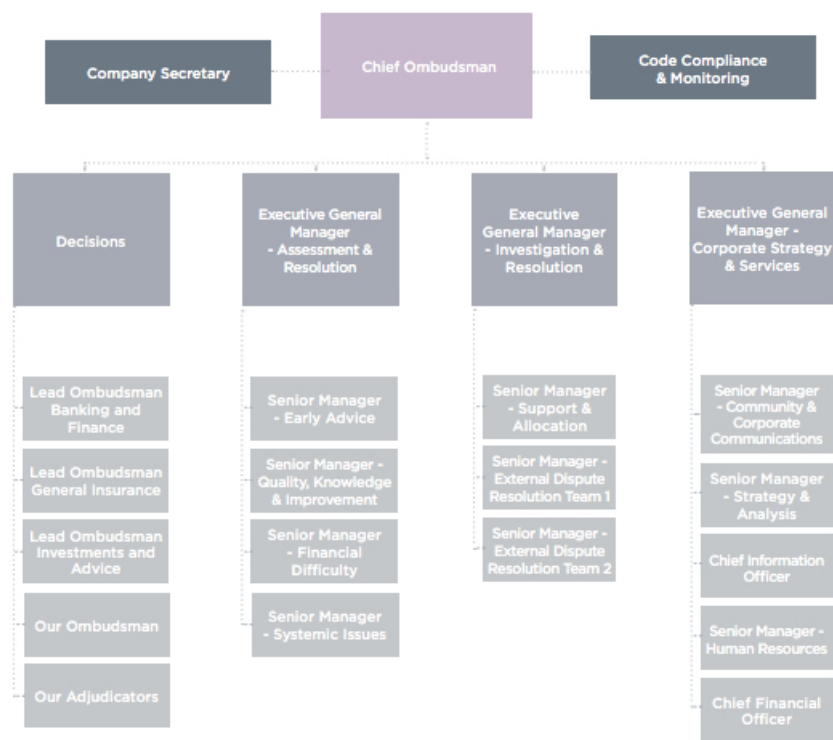 Company Secretary
Chief Ombudsman
Code Compliance
& Monitoring
Decisions
Executive General
Manager
- Assessment &
Resolution
Executive
General Manager
- Investigation &
Resolution
Executive General
Manager -
Corporate Strategy
& Services
Lead Ombudsman
Banking and
Finance
Lead Ombudsman
General Insurance
Lead Ombudsman
Investments and
Advice
Our Ombudsman
Our Adjudicators
Senior Manager
- Early Advice
Senior Manager -
Quality, Knowledge
& Improvement
Senior Manager
- Financial
Difficulty
Senior Manager
- Systemic Issues
Senior Manager
- Support &
Allocation
Senior Manager -
External Dispute
Resolution Team 1
Senior Manager -
External Dispute
Resolution Team 2
Senior Manager
- Community &
Corporate
Communications
Senior Manager
- Strategy &
Analysis
Chief Information
Officer
Senior Manager -
Human Resources
Chief Financial
Officer